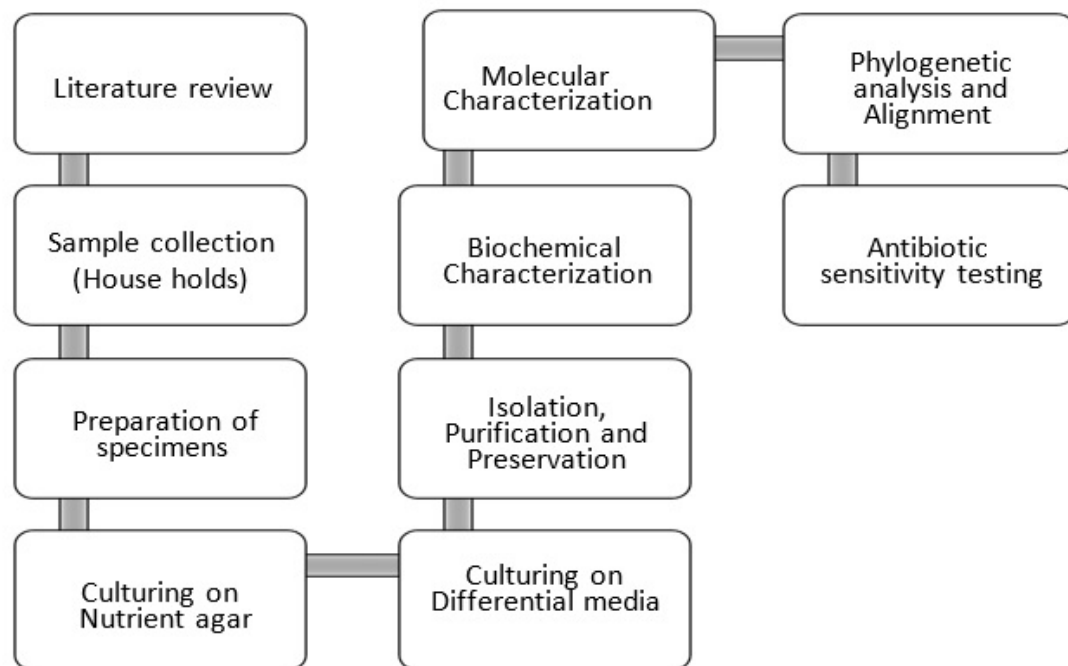 Literature review
Sample collection
(House holds)
Preparation of
specimens
Culturing on
Nutrient agar
Culturing on
Differential media
Isolation,
Purification and
Preservation
Biochemical
Characterization
Molecular
Characterization
Phylogenetic
analysis and
Alignment
Antibiotic
sensitivity testing